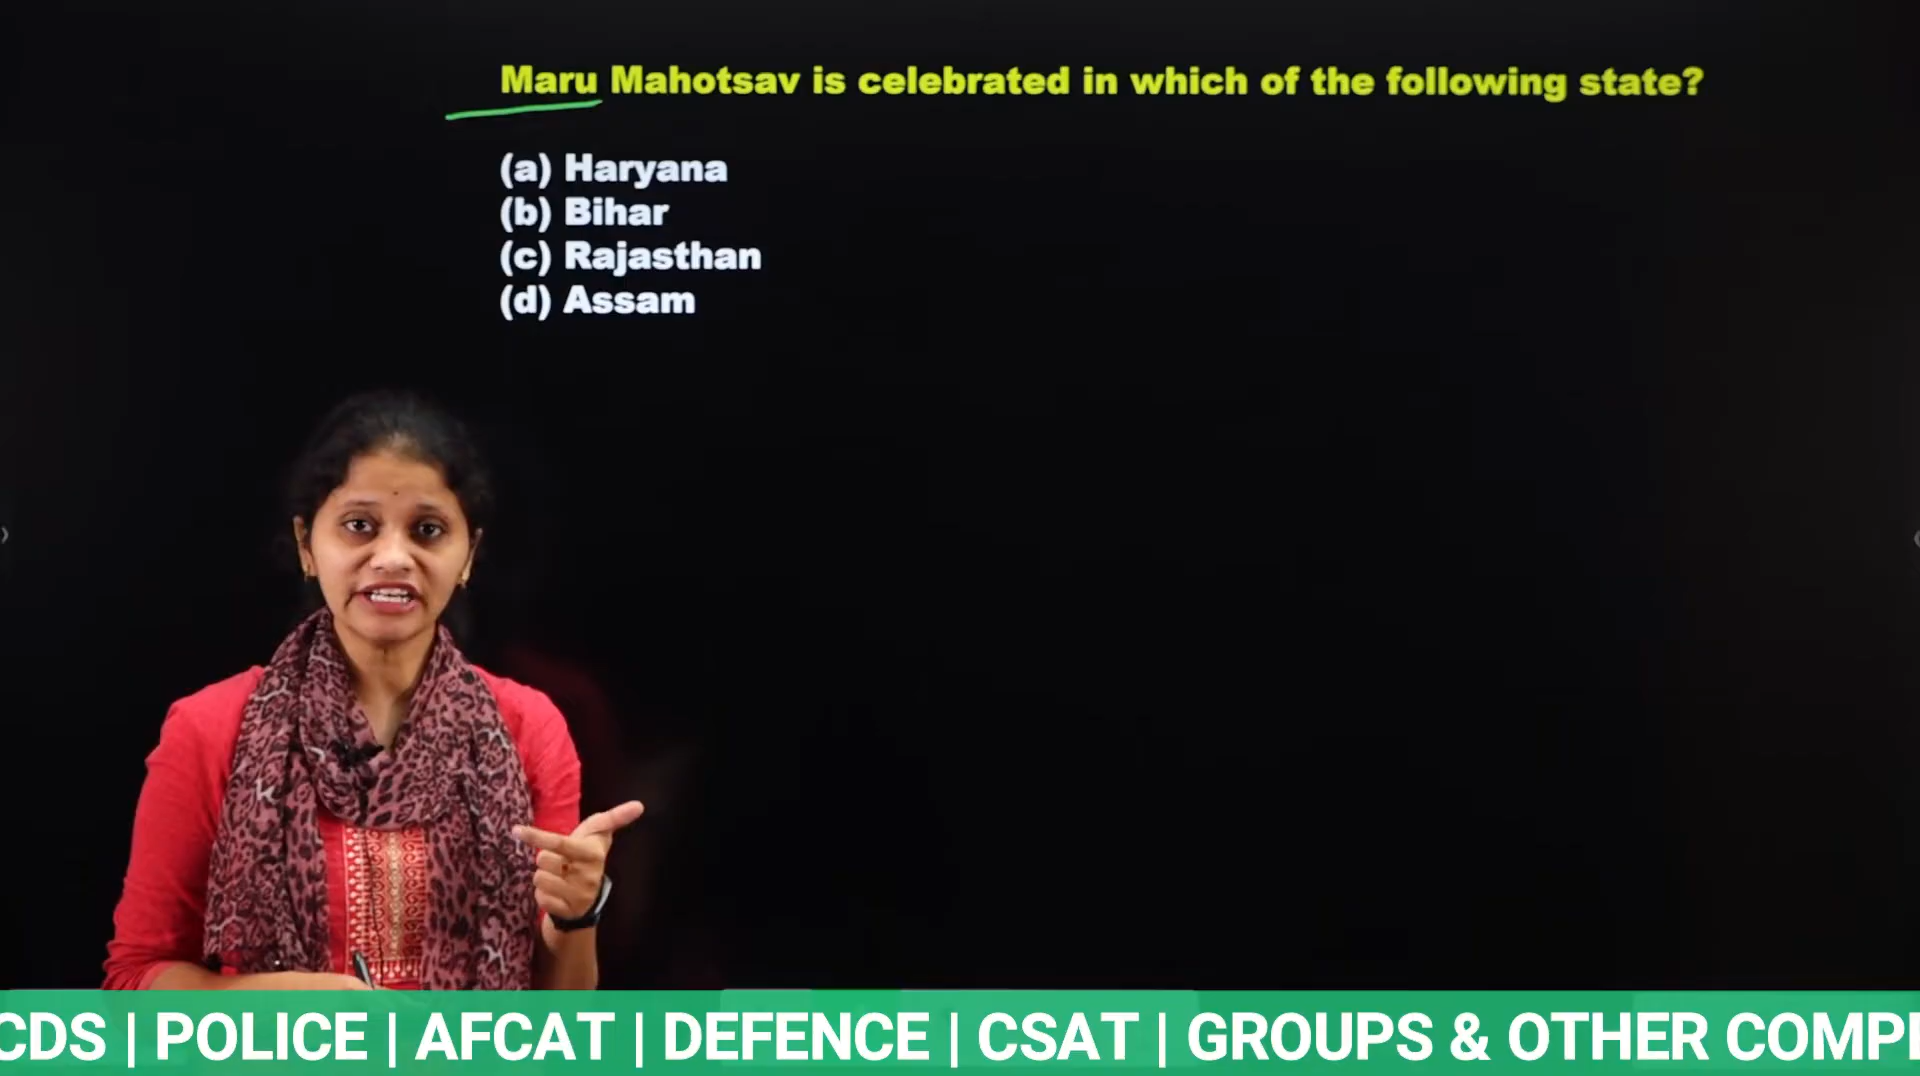 Maru Mahotsav is celebrated in which of the following state?
(a) Haryana
(b) Bihar
(c) Rajasthan
(d) Assam
CDS | POLICE | AFCAT | DEFENCE | CSAT | GROUPS & OTHER